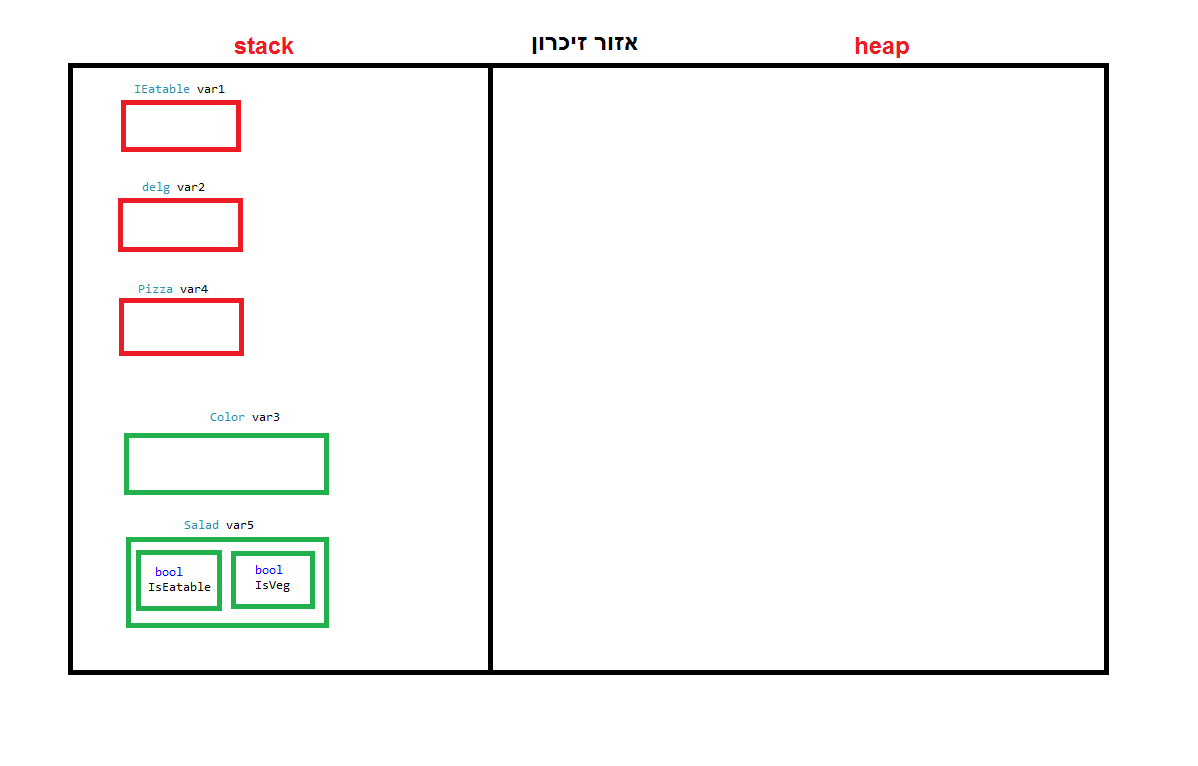 stack
אזור זיכרון
heap
IEatable var1
delg var2
Pizza var4
Color var3
Salad var5
bool
IsEatable
bool
IsVeg